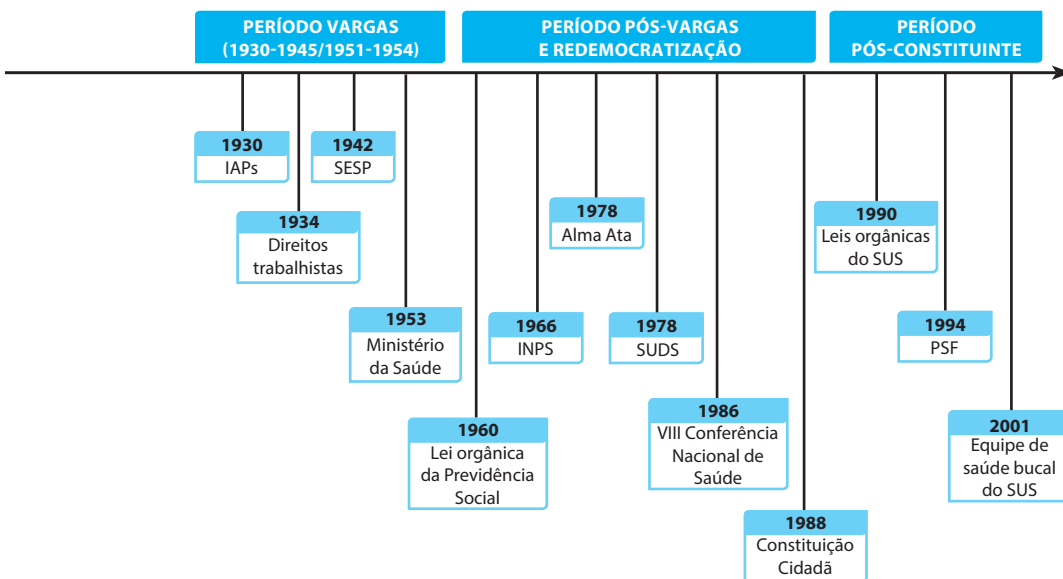 PERÍODO VARGAS
(1930-1945/1951-1954)
PERÍODO PÓS-VARGAS
E REDEMOCRATIZAÇÃO
PERÍODO
PÓS-CONSTITUINTE
1930
IAPs
1934
Direitos
trabalhistas
1942
SESP
1953
Ministério
da Saúde
1960
Lei orgânica
da Previdência
Social
1966
INPS
1978
Alma Ata
1978
SUDS
1986
VIII Conferência
Nacional de
Saúde
1988
Constituição
Cidadã
1990
Leis orgânicas
do SUS
1994
PSF
2001
Equipe de
saúde bucal
do SUS